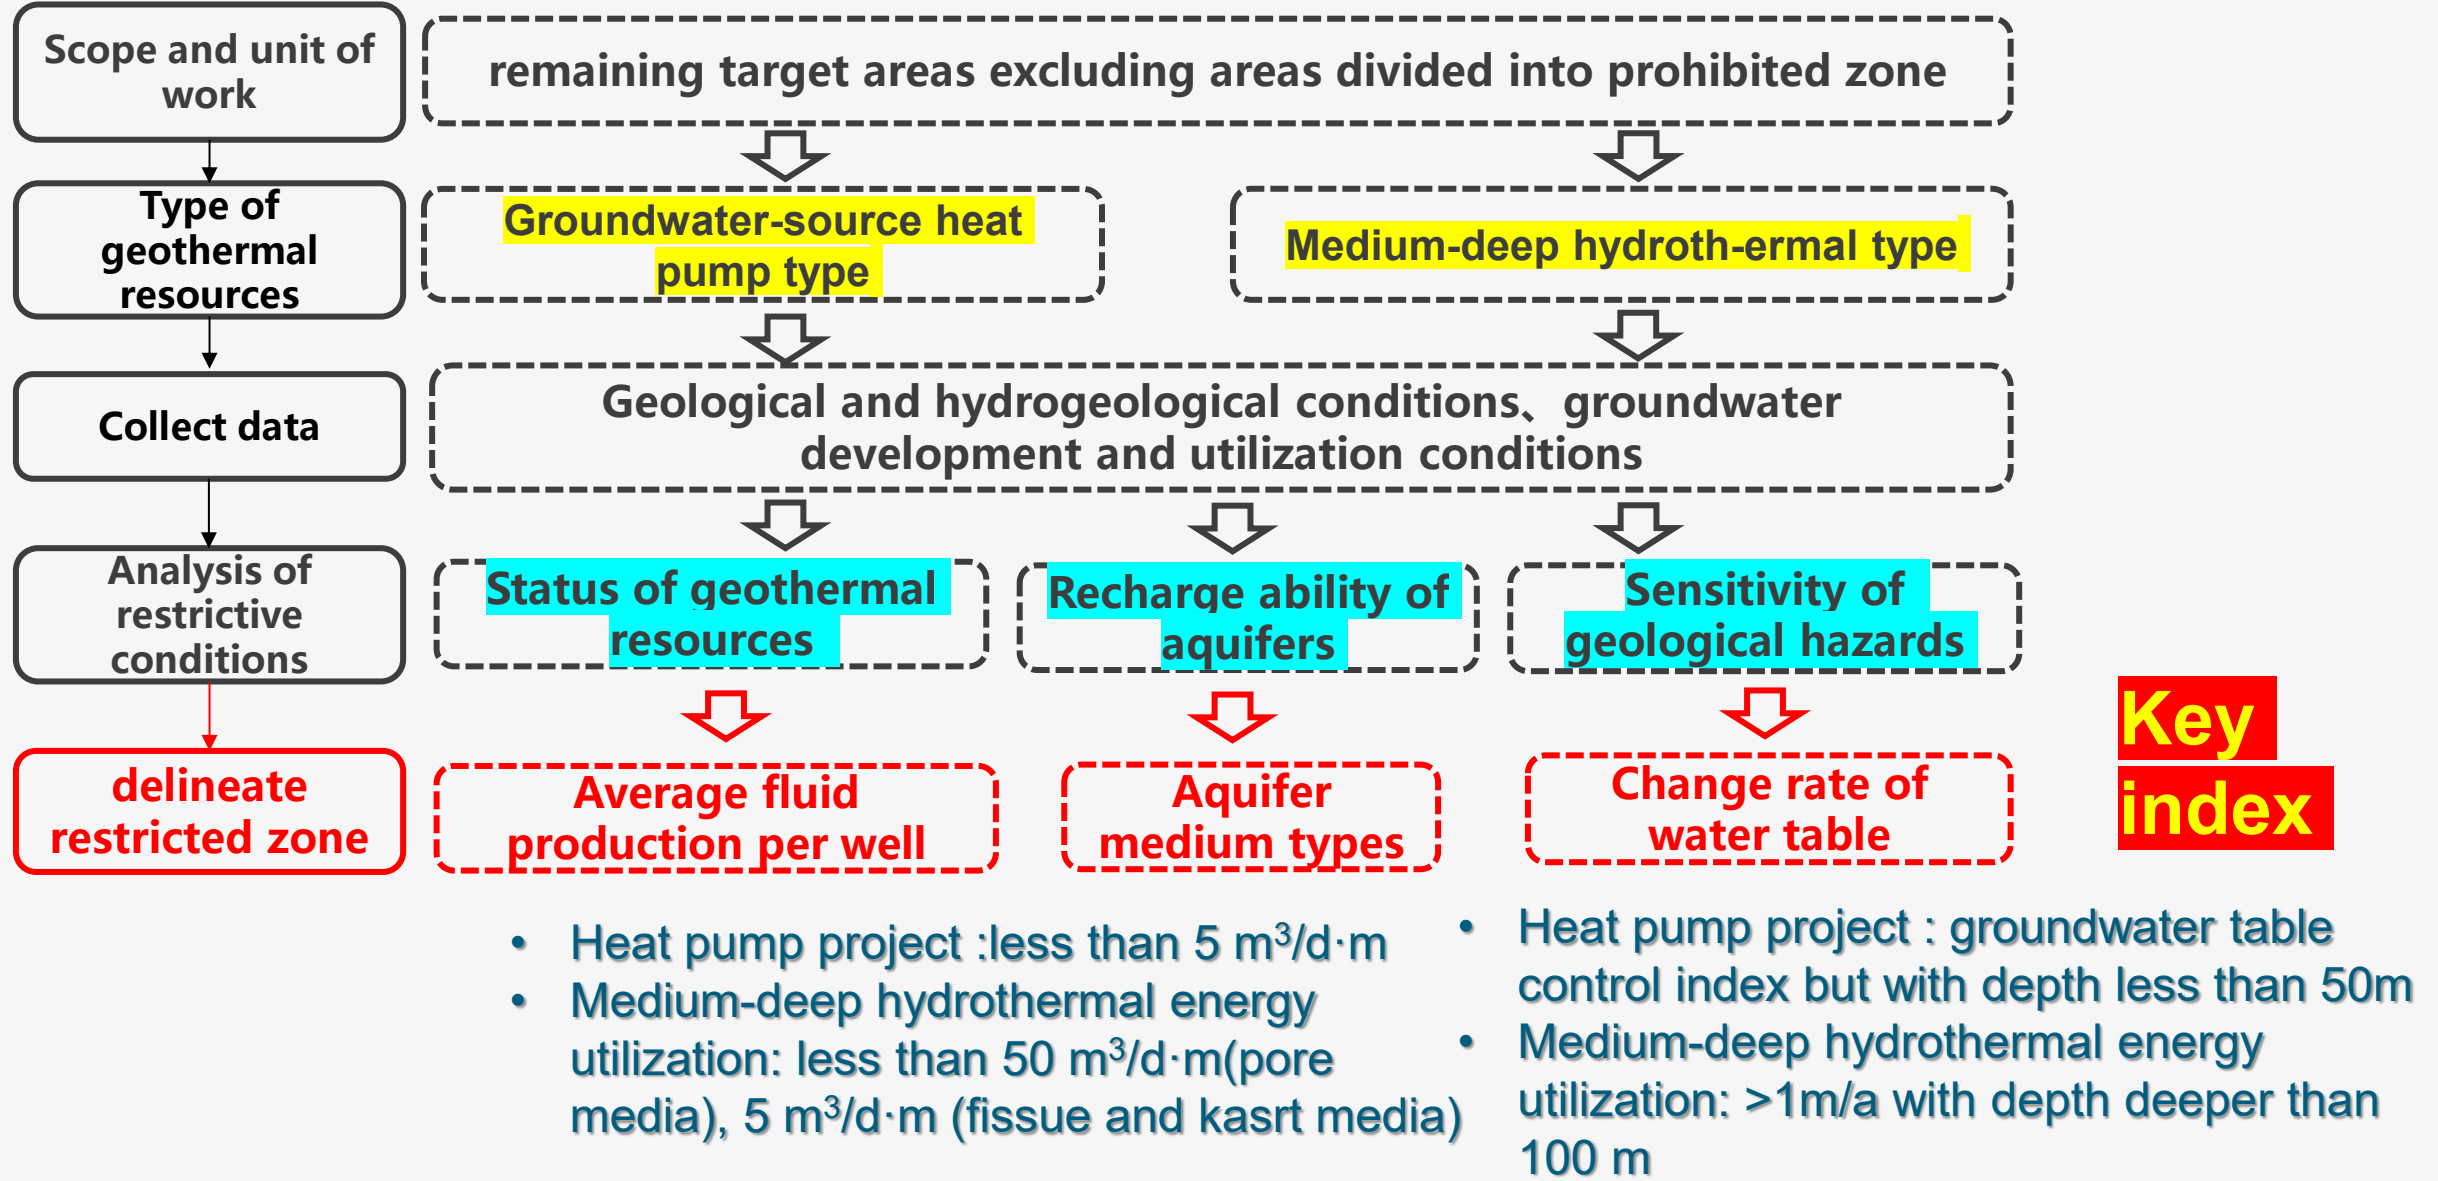 Scope and unit of
work
remaining target areas excluding areas divided into prohibited zone
Type of
geothermal
resources
Groundwater-source heat
pump type
Medium-deep hydroth-ermal type
Collect data
Geological and hydrogeological conditions、groundwater
development and utilization conditions
Analysis of
restrictive
conditions
Status of geothermal
resources
Recharge ability of
aquifers
Sensitivity of
geological hazards
delineate
restricted zone
Average fluid
production per well
Aquifer
medium types
Change rate of
water table
Key
index
• Heat pump project :less than 5 m³/d·m
• Medium-deep hydrothermal energy
utilization: less than 50 m³/d·m(pore
media), 5 m³/d·m (fissue and kasrt media)
• Heat pump project : groundwater table
control index but with depth less than 50m
• Medium-deep hydrothermal energy
utilization: >1m/a with depth deeper than
100 m